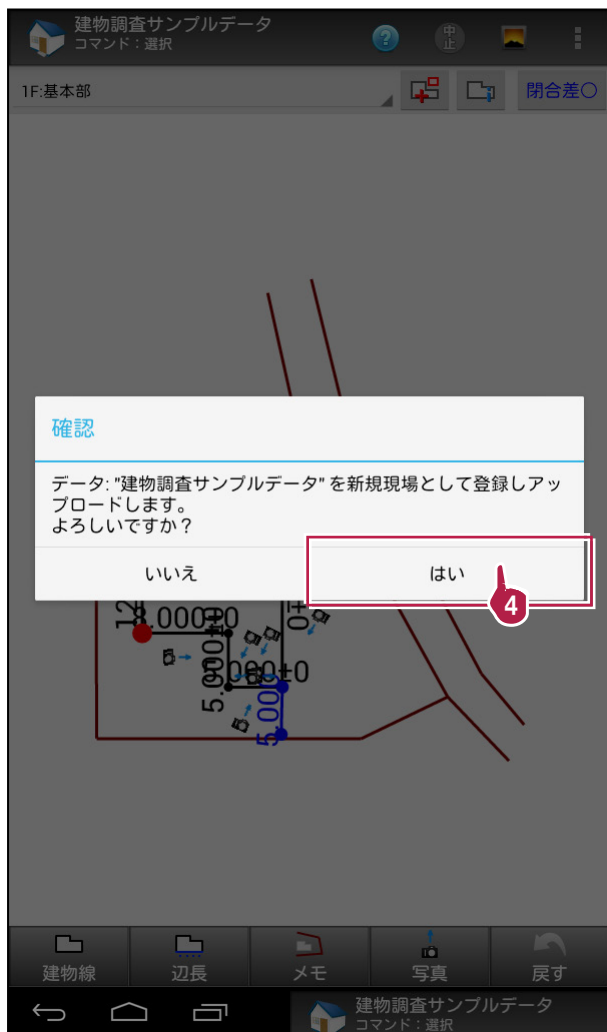 建物調査サンプルデータ
コマンド：選択
?
中止
1F:基本部
閉合差○
確認
データ: "建物調査サンプルデータ" を新規現場として登録しアッ
プロードします。
よろしいですか？
いいえ
はい
4
5.000
建物線
辺長
メモ
写真
戻す
建物調査サンプルデータ
コマンド：選択